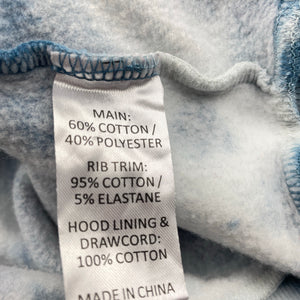 MAIN:
60% COTTON /
40% POLYESTER
RIB TRIM:
95% COTTON /
5% ELASTANE
HOOD LINING &
DRAWCORD:
100% COTTON
MADE IN CHINA